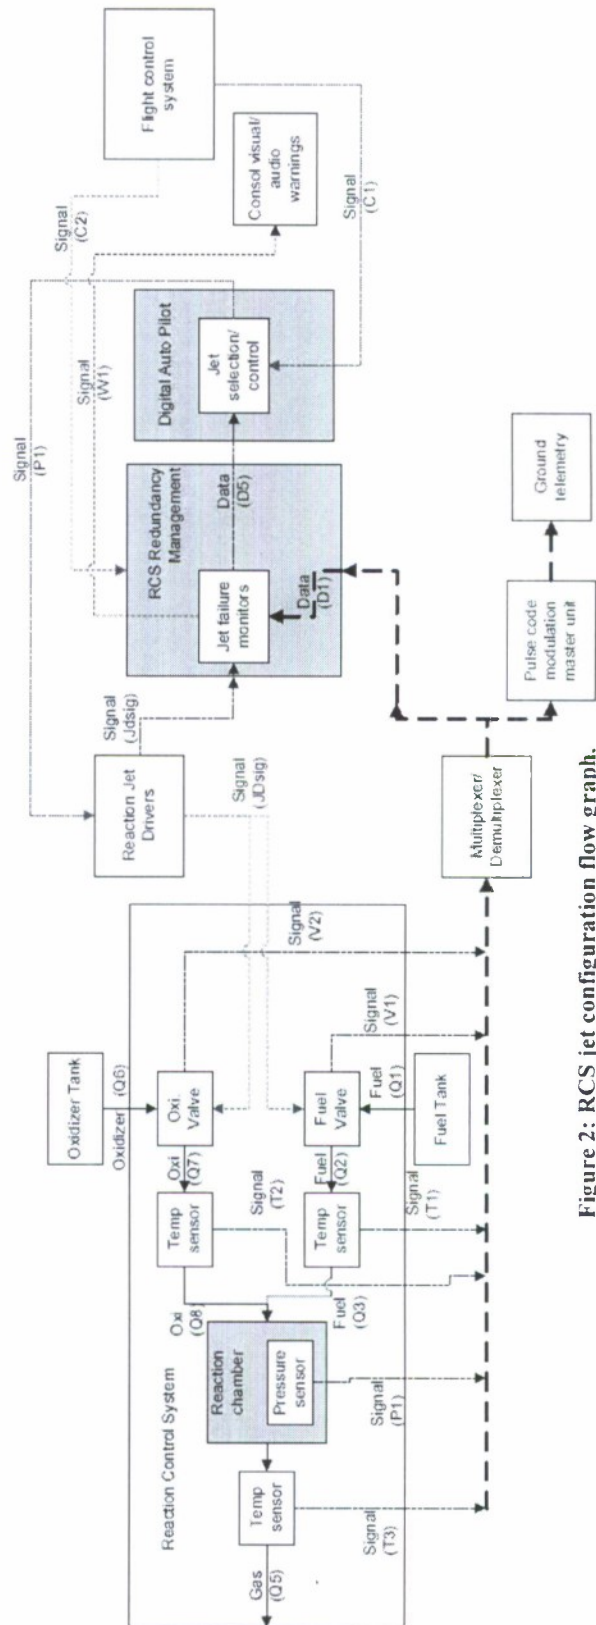 Flight control
system
Signal
(C2)
Consol visual/
audio
warnings
Signal
(C1)
Signal
(W1)
Signal
(P1)
Digital Auto Pilot
Jet
selection/
control
RCS Redundancy
Management
Data
(D5)
Jet failure
monitors
Data
(D1)
Ground
telemetry
Pulse code
modulation
master unit
Signal
(Jdsig)
Reaction Jet
Drivers
Signal
(JDsig)
Multiplexer/
Demultiplexer
Signal
(V2)
Signal
(V1)
Oxidizer Tank
Oxidizer (Q6)
Oxi.
Valve
Fuel
Valve
Fuel
(Q1)
Fuel Tank
Oxi
(Q7)
Fuel
(Q2)
Signal
(T2)
Signal
(T1)
Temp
sensor
Temp
sensor
Oxi
(Q8)
Fuel
(Q3)
Reaction Control System
Reaction
chamber
Pressure
sensor
Signal
(P1)
Temp
sensor
Signal
(T3)
Gas
(Q5)
Figure 2: RCS jet configuration flow graph.